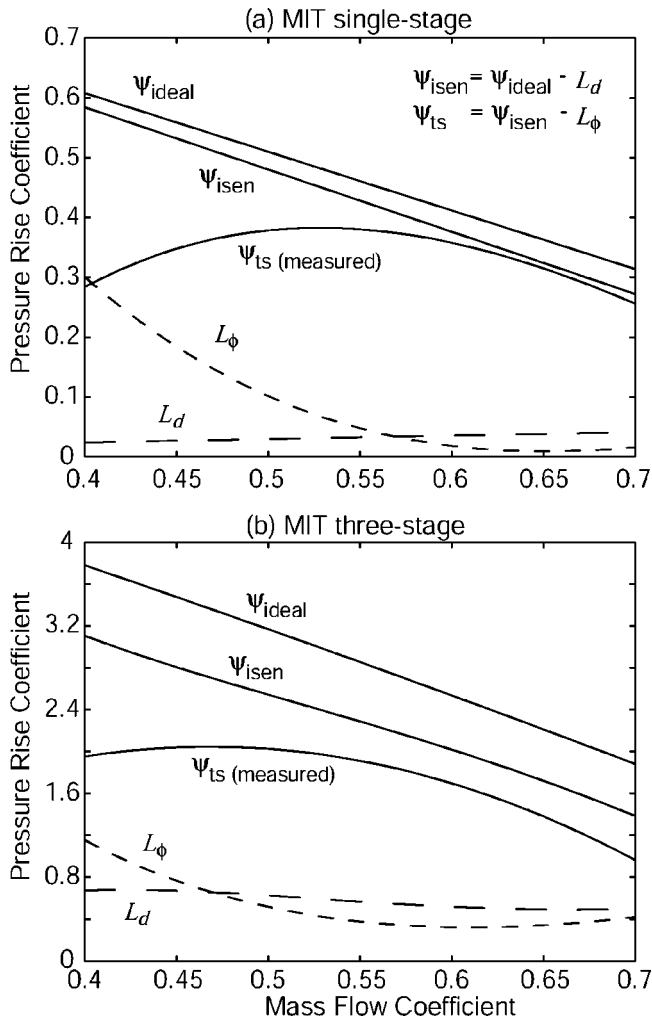 (a) MIT single-stage
Pressure Rise Coefficient
0.7
0.6
0.5
0.4
0.3
0.2
0.1
0
ψideal
ψisen = ψideal - Ld
ψts = ψisen - Lϕ
ψisen
ψts (measured)
Lϕ
Ld
0.4 0.45 0.5 0.55 0.6 0.65 0.7
(b) MIT three-stage
Pressure Rise Coefficient
4
3.2
2.4
1.6
0.8
0
ψideal
ψisen
ψts (measured)
Lϕ
Ld
0.4 0.45 0.5 0.55 0.6 0.65 0.7
Mass Flow Coefficient